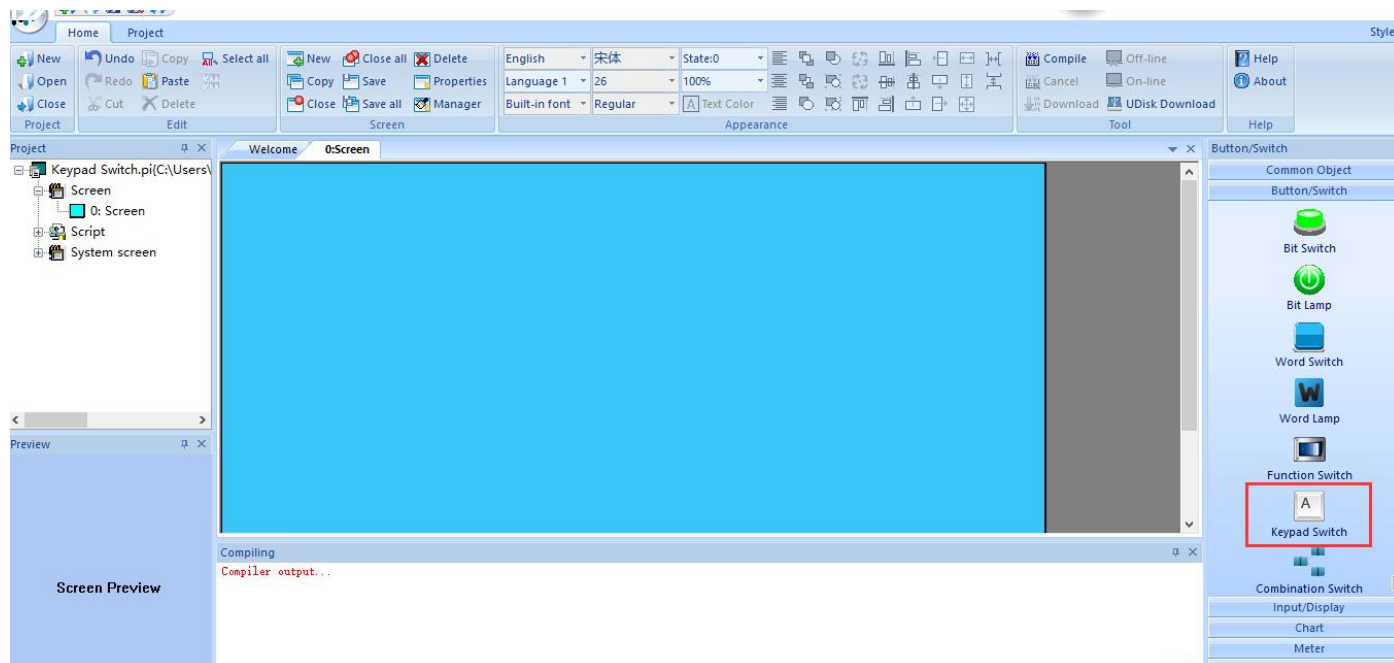 Home Project Style
New Undo Copy Select all New Close all Delete English 宋体 State:0 Compile Off-line Help
Open Redo Paste Copy Save Properties Language 1 26 100% Cancel On-line About
Close Cut Delete Close Save all Manager Built-in font Regular A Text Color Download UDisk Download
Project Edit Screen Appearance Tool Help
Project
Welcome 0:Screen
Button/Switch
Keypad Switch.pi{C:\Users\
Screen
0: Screen
Script
System screen
Common Object
Button/Switch
Bit Switch
Bit Lamp
Word Switch
W
Word Lamp
Function Switch
A
Keypad Switch
Combination Switch
Input/Display
Chart
Meter
Preview
Screen Preview
Compiling
Compiler output...